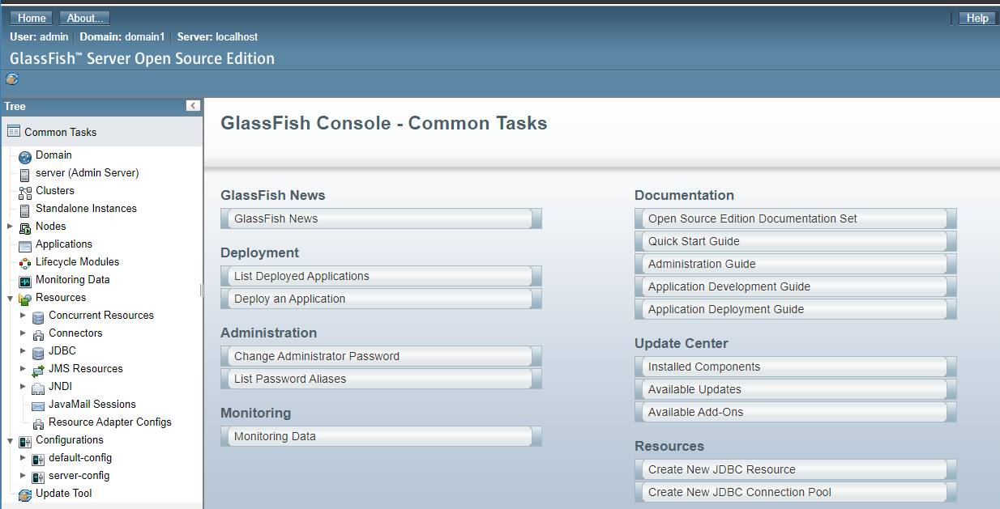 Home About... Help
User: admin Domain: domain1 Server: localhost
GlassFish™ Server Open Source Edition
Tree
Common Tasks
Domain
server (Admin Server)
Clusters
Standalone Instances
Nodes
Applications
Lifecycle Modules
Monitoring Data
Resources
Concurrent Resources
Connectors
JDBC
JMS Resources
JNDI
JavaMail Sessions
Resource Adapter Configs
Configurations
default-config
server-config
Update Tool
GlassFish Console - Common Tasks
GlassFish News
GlassFish News
Deployment
List Deployed Applications
Deploy an Application
Administration
Change Administrator Password
List Password Aliases
Monitoring
Monitoring Data
Documentation
Open Source Edition Documentation Set
Quick Start Guide
Administration Guide
Application Development Guide
Application Deployment Guide
Update Center
Installed Components
Available Updates
Available Add-Ons
Resources
Create New JDBC Resource
Create New JDBC Connection Pool